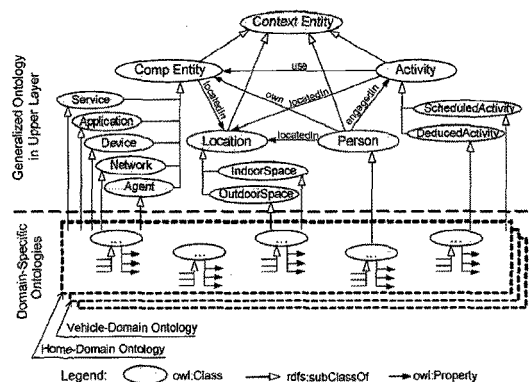 Context Entity
Comp Entity
use
Activity
locatedIn
own
locatedIn
engagedIn
Service
Application
Device
Network
Agent
Location
locatedIn
Person
ScheduledActivity
DeducedActivity
IndoorSpace
OutdoorSpace
Generalized Ontology
in Upper Layer
Domain-Specific
Ontologies
...
...
...
...
...
Vehicle-Domain Ontology
Home-Domain Ontology
Legend: owl:Class rdfs:subClassOf owl:Property